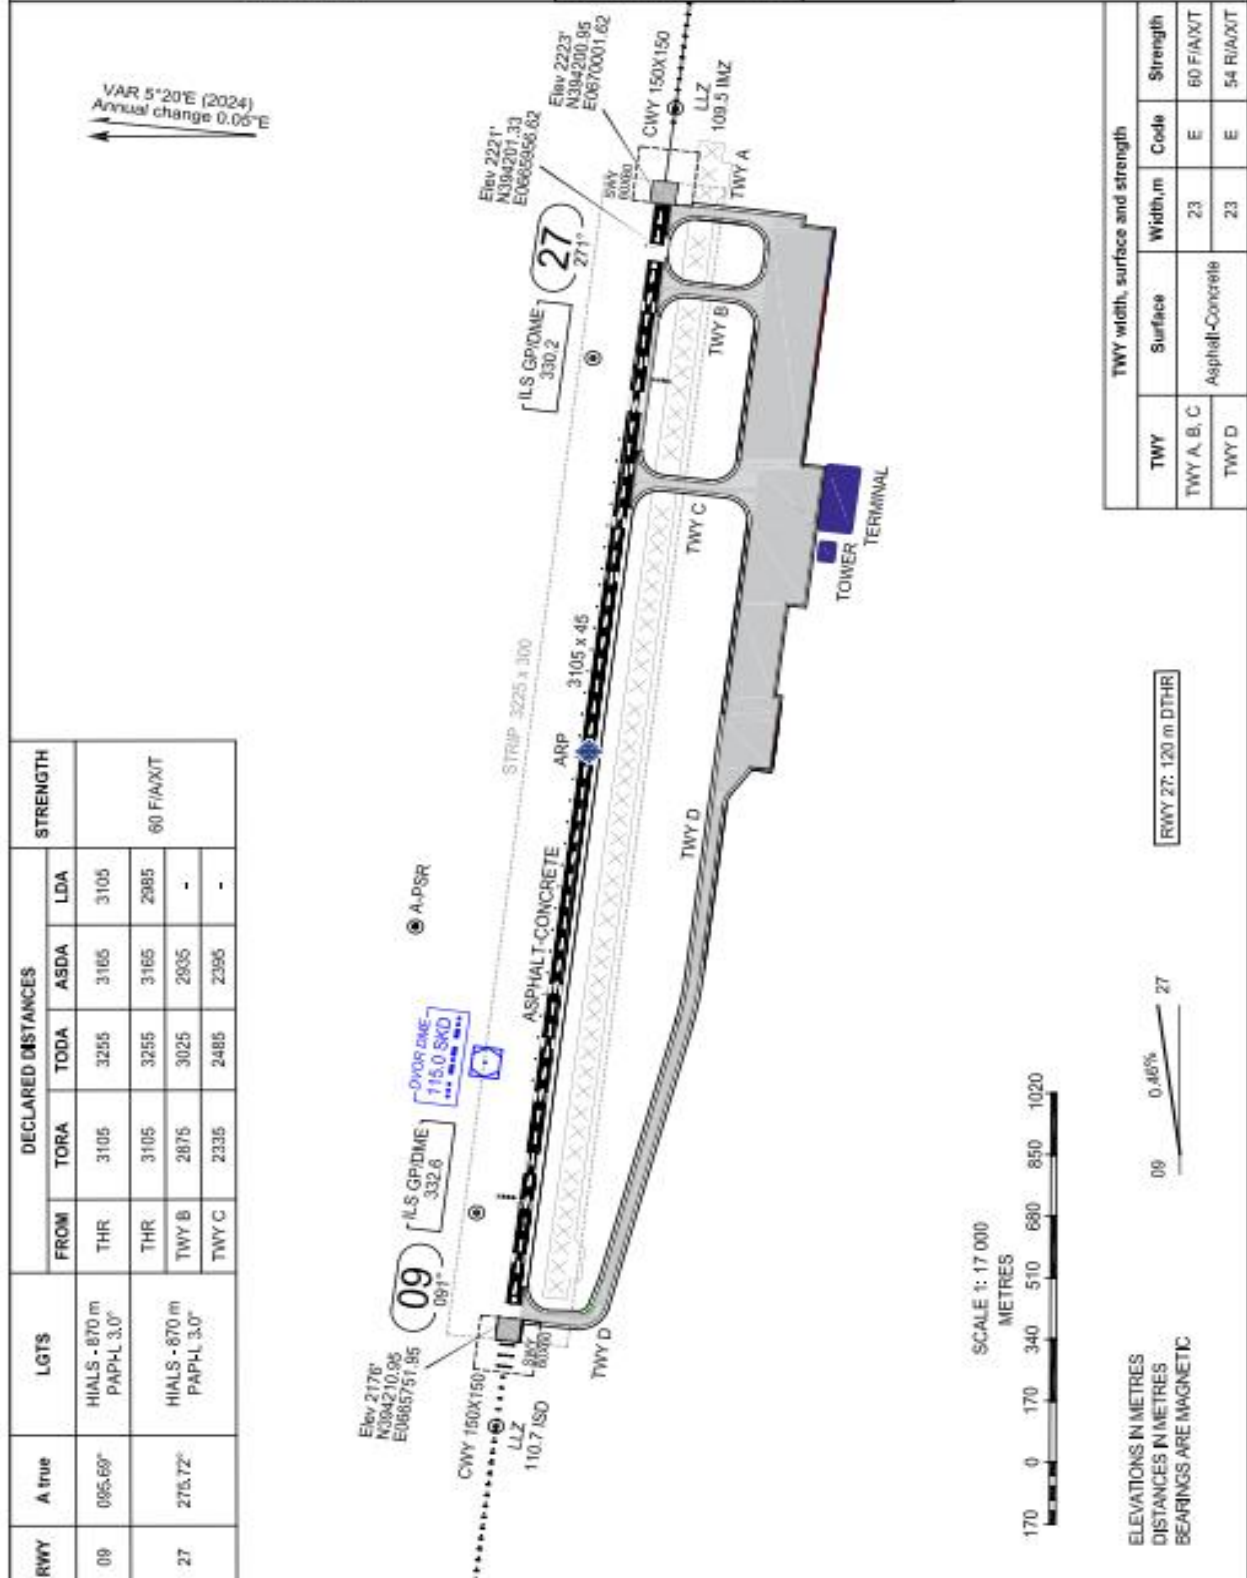 VAR 5°20'E (2024)
Annual change 0.05°E
RWY
A true
LGTS
DECLARED DISTANCES
STRENGTH
FROM
TORA
TODA
ASDA
LDA
09
095.69°
HIALS - 870 m
PAPI-L 3.0°
THR
3105
3255
3165
3105
60 F/A/X/T
27
275.72°
HIALS - 870 m
PAPI-L 3.0°
THR
3105
3255
3165
2985
TWY B
2875
3025
2935
-
TWY C
2335
2485
2395
-
Elev 2176'
N394210.95
E0665751.95
CWY 150X150
LLZ
110.7 ISD
SWY
60X60
TWY D
09
091°
ILS GP/DME
332.6
DVOR DME
115.0 SKD
A-PSR
ASPHALT-CONCRETE
STRIP 3225 x 300
ARP
3105 x 45
TWY D
TOWER
TERMINAL
TWY C
TWY B
TWY A
ILS GP/DME
330.2
27
271°
Elev 2221'
N394201.33
E0665956.62
Elev 2223'
N394200.95
E0670001.62
SWY
60X60
CWY 150X150
LLZ
109.5 IMZ
SCALE 1: 17 000
METRES
170 0 170 340 510 680 850 1020
ELEVATIONS IN METRES
DISTANCES IN METRES
BEARINGS ARE MAGNETIC
09 0.46% 27
RWY 27: 120 m DTHR
TWY width, surface and strength
TWY
Surface
Width,m
Code
Strength
TWY A, B, C
Asphalt-Concrete
23
E
60 F/A/X/T
TWY D
23
E
54 R/A/X/T